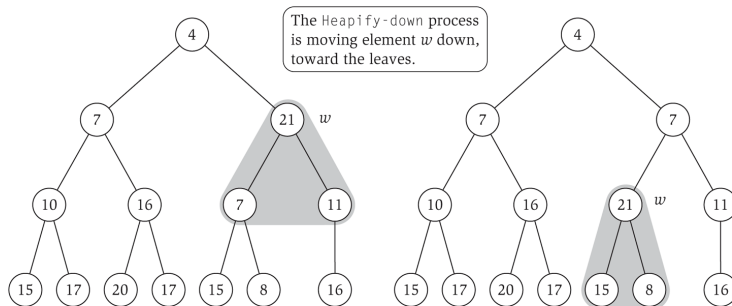 The Heapify-down process
is moving element w down,
toward the leaves.
4
7 21 w
10 16 7 11
15 17 20 17 15 8 16
4
7 7
10 16 21 w 11
15 17 20 17 15 8 16